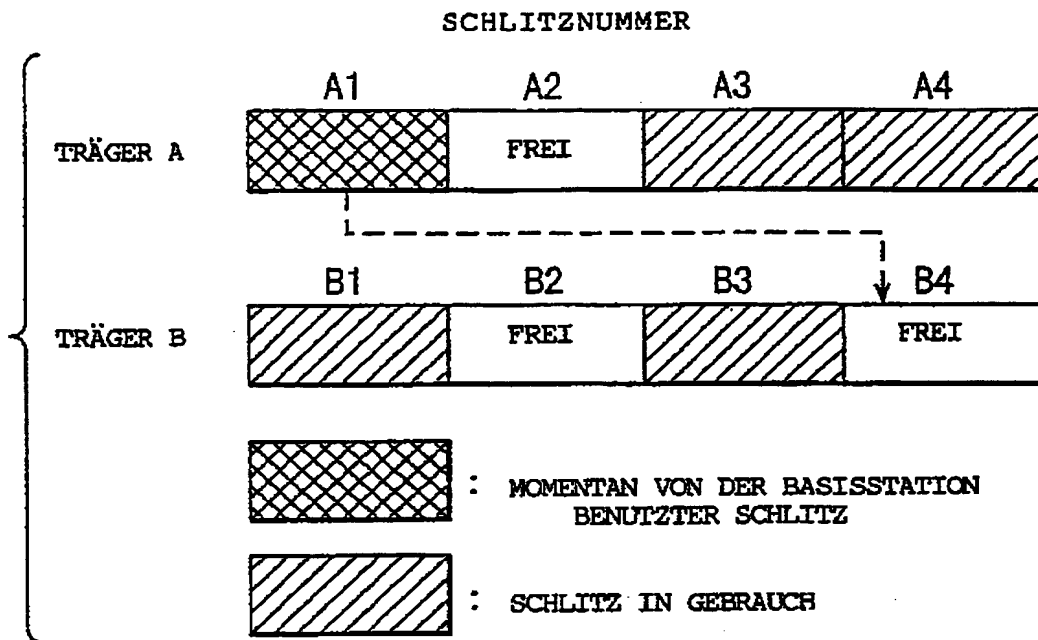 SCHLITZNUMMER
A1 A2 A3 A4
TRÄGER A FREI
B1 B2 B3 B4
TRÄGER B FREI FREI
: MOMENTAN VON DER BASISSTATION
BENUTZTER SCHLITZ
: SCHLITZ IN GEBRAUCH